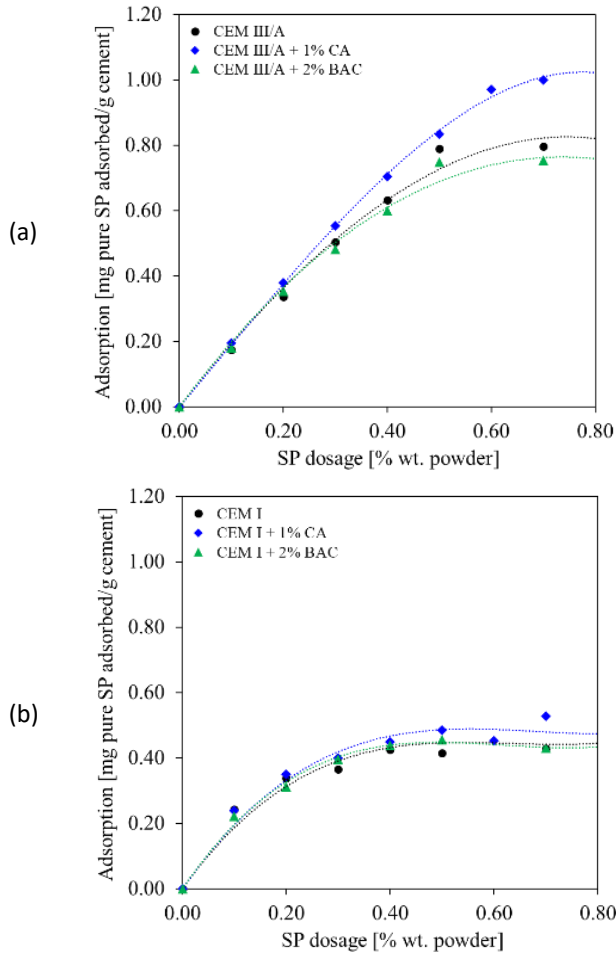 (a)
Adsorption [mg pure SP adsorbed/g cement]
1.20
1.00
0.80
0.60
0.40
0.20
0.00
CEM III/A
CEM III/A + 1% CA
CEM III/A + 2% BAC
0.00 0.20 0.40 0.60 0.80
SP dosage [% wt. powder]
(b)
Adsorption [mg pure SP adsorbed/g cement]
1.20
1.00
0.80
0.60
0.40
0.20
0.00
CEM I
CEM I + 1% CA
CEM I + 2% BAC
0.00 0.20 0.40 0.60 0.80
SP dosage [% wt. powder]